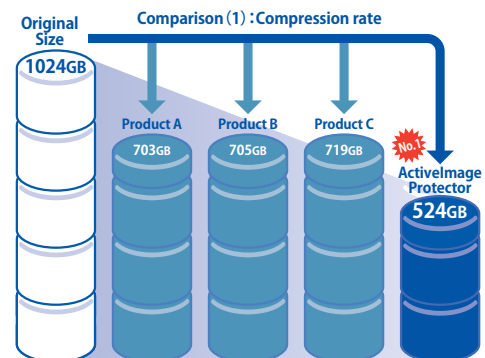 Comparison(1):Compression rate
Original
Size
1024GB
Product A
703GB
Product B
705GB
Product C
719GB
No.1
ActiveImage
Protector
524GB